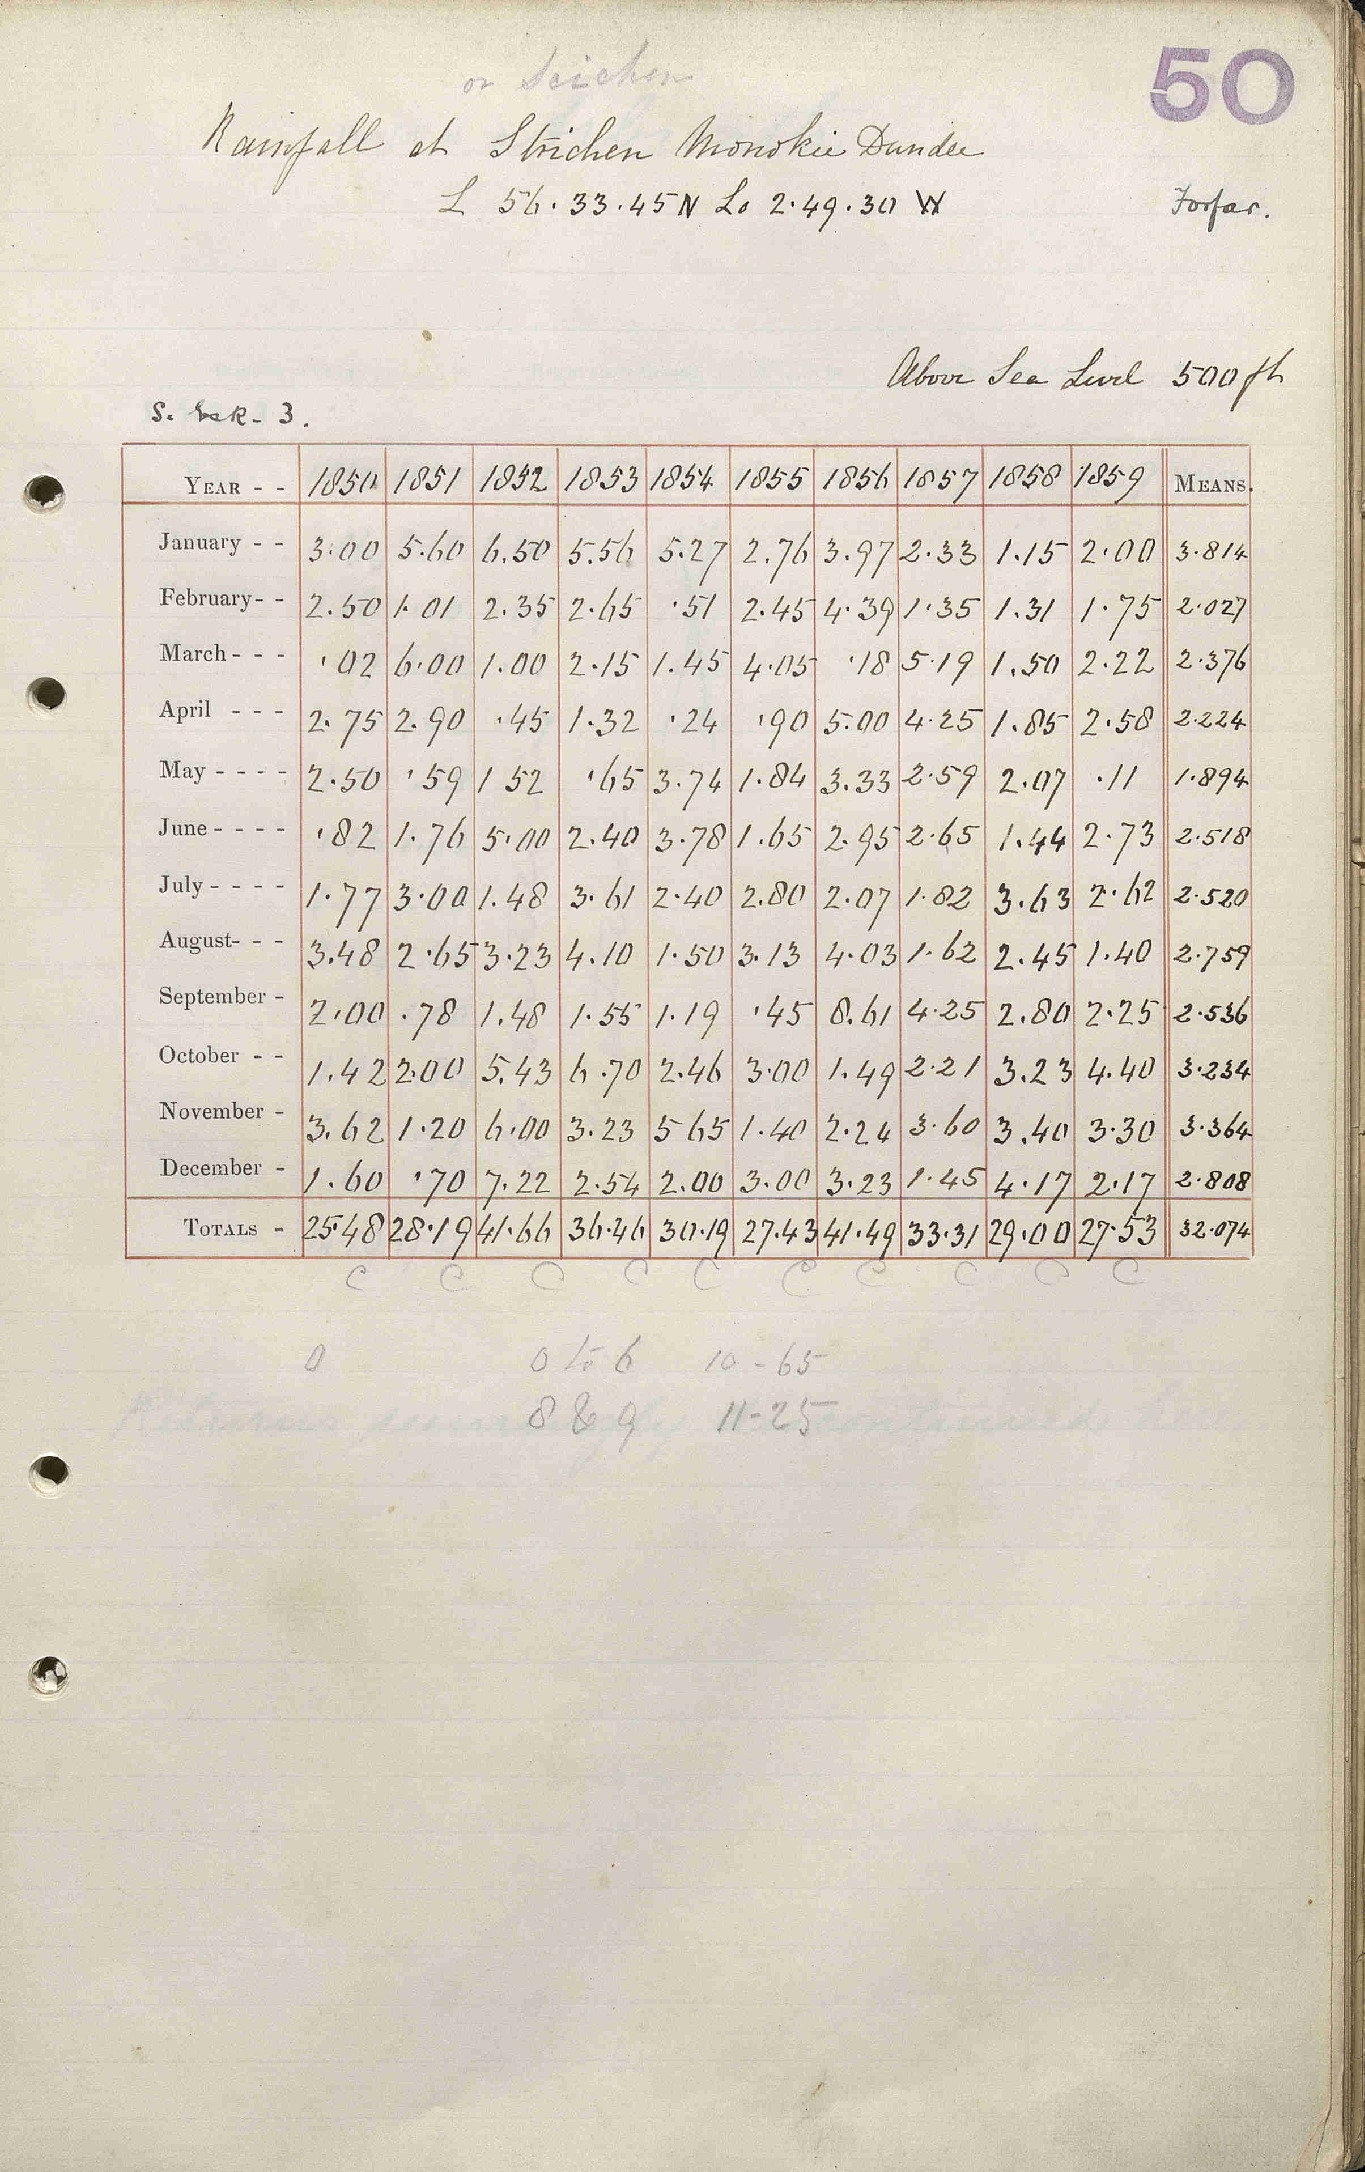 50
or Scichen
Rainfall at Strichen Monokie Dundee
L 56.33.45 N Lo 2.49.30 W
Forfar.
Above Sea Level 500 ft
S. Esk - 3.
YEAR - - 1850 1851 1852 1853 1854 1855 1856 1857 1858 1859 MEANS.
January - - 3.00 5.60 6.50 5.56 5.27 2.76 3.97 2.33 1.15 2.00 3.814
February - - 2.50 1.01 2.35 2.65 .51 2.45 4.39 1.35 1.31 1.75 2.027
March - - - .02 6.00 1.00 2.15 1.45 4.05 .18 5.19 1.50 2.22 2.376
April - - - 2.75 2.90 .45 1.32 .24 .90 5.00 4.25 1.85 2.58 2.224
May - - - - 2.50 .59 1 52 .65 3.74 1.84 3.33 2.59 2.07 .11 1.894
June - - - - .82 1.76 5.00 2.40 3.78 1.65 2.95 2.65 1.44 2.73 2.518
July - - - - 1.77 3.00 1.48 3.61 2.40 2.80 2.07 1.82 3.63 2.62 2.520
August - - - 3.48 2.65 3.23 4.10 1.50 3.13 4.03 1.62 2.45 1.40 2.759
September - 2.00 .78 1.48 1.55 1.19 .45 8.61 4.25 2.80 2.25 2.536
October - - 1.42 2.00 5.43 6.70 2.46 3.00 1.49 2.21 3.23 4.40 3.234
November - 3.62 1.20 6.00 3.23 5 65 1.40 2.24 3.60 3.40 3.30 3.364
December - 1.60 .70 7.22 2.54 2.00 3.00 3.23 1.45 4.17 2.17 2.808
TOTALS - 25.48 28.19 41.66 36.46 30.19 27.43 41.49 33.31 29.00 27.53 32.074
C C C C C C C C C C
0 0 to 6 10 - 65
8 & 9 11 - 25